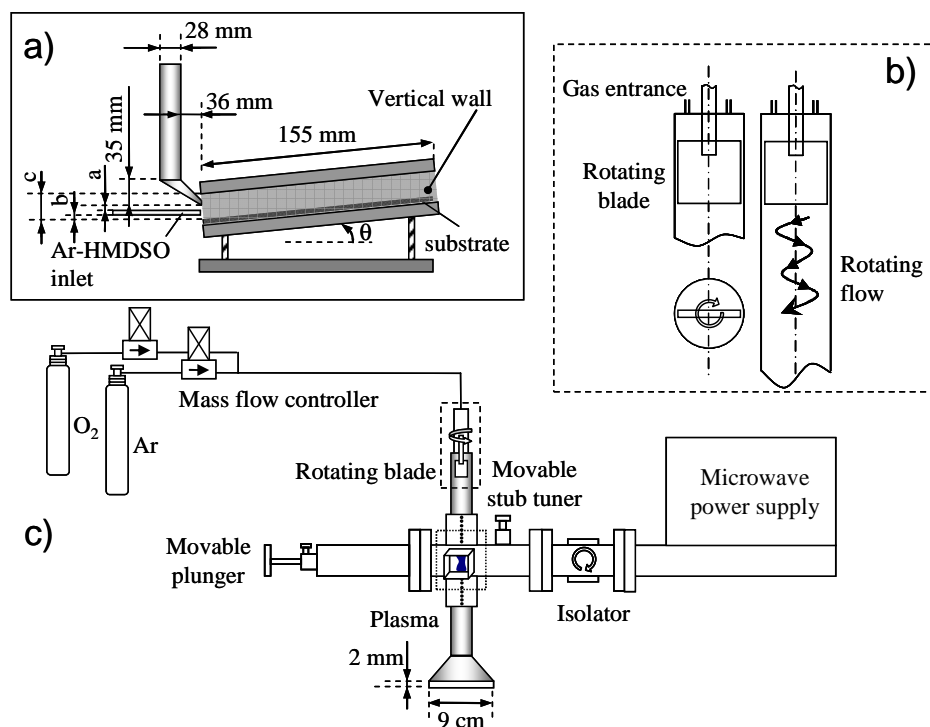 a)
28 mm
36 mm
35 mm
c
a
b
155 mm
Vertical wall
Ar-HMDSO
inlet
θ
substrate
b)
Gas entrance
Rotating
blade
Rotating
flow
c)
O2
Ar
Mass flow controller
Rotating blade
Movable
stub tuner
Microwave
power supply
Movable
plunger
Plasma
Isolator
2 mm
9 cm